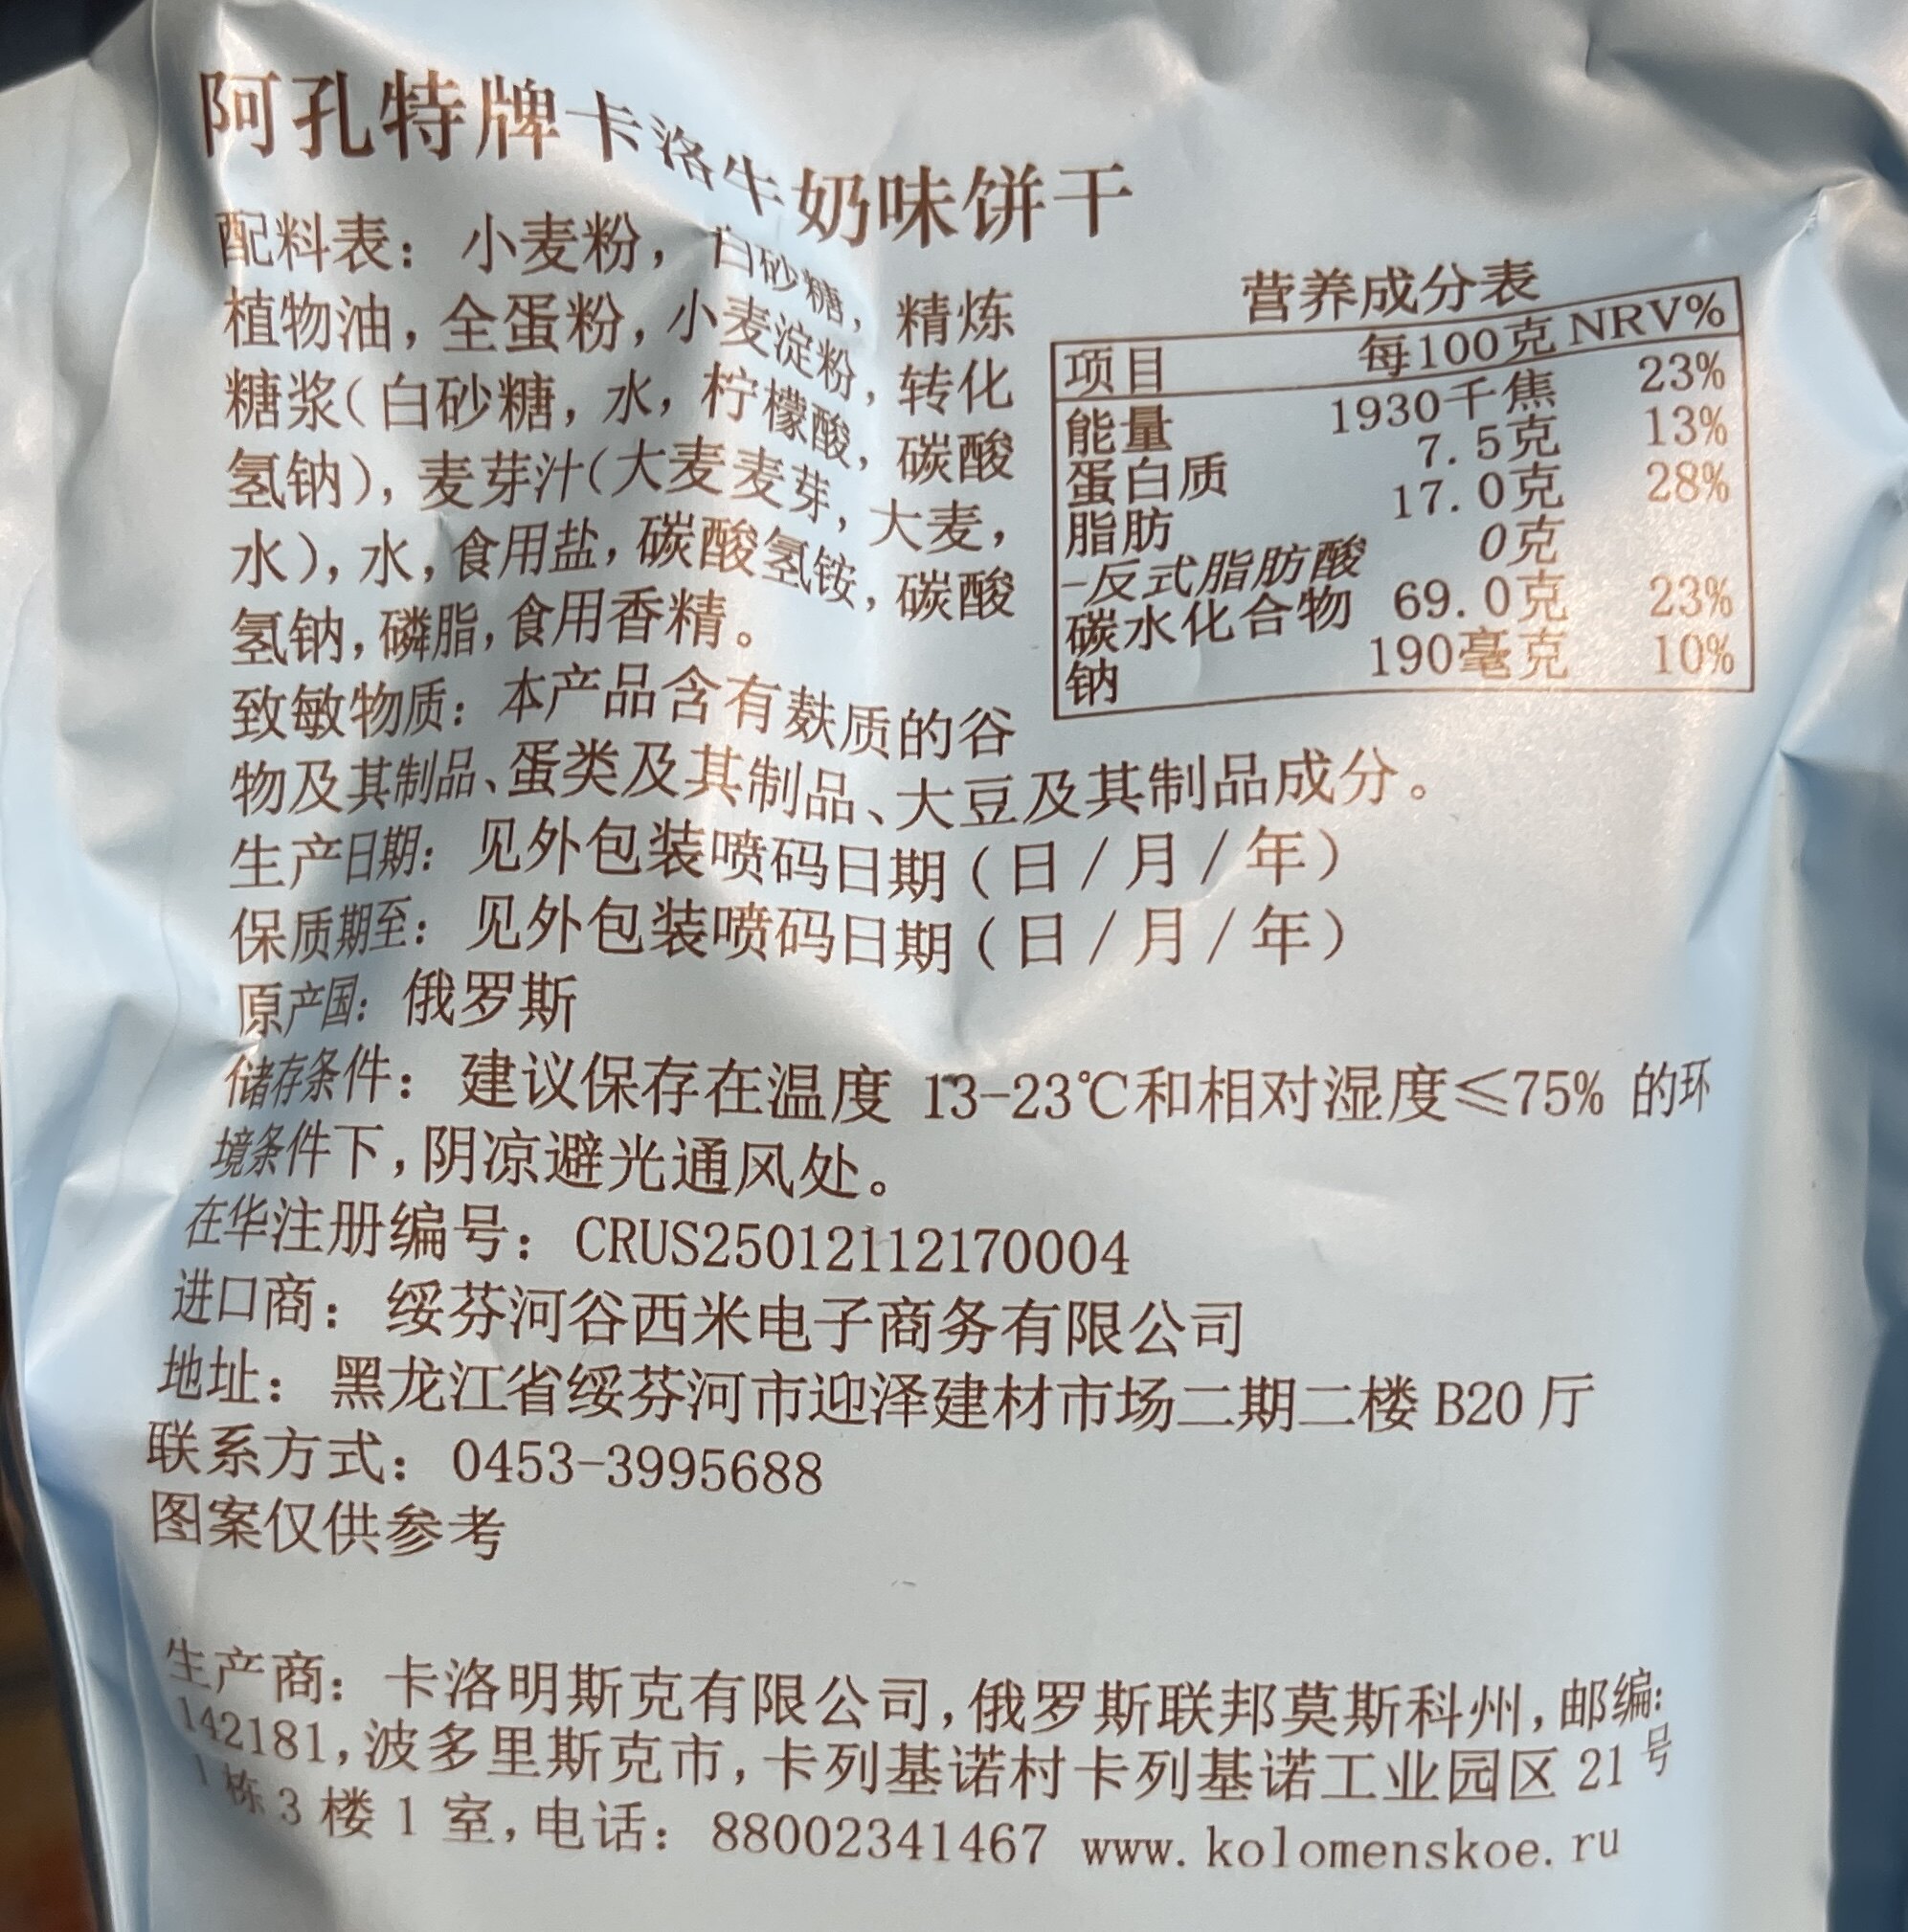 阿孔特牌卡洛牛奶味饼干
配料表：小麦粉，白砂糖，精炼
植物油，全蛋粉，小麦淀粉，转化
糖浆（白砂糖，水，柠檬酸，碳酸
氢钠），麦芽汁（大麦麦芽，大麦，
水），水，食用盐，碳酸氢铵，碳酸
氢钠，磷脂，食用香精。
致敏物质：本产品含有麸质的谷
物及其制品、蛋类及其制品、大豆及其制品成分。
营养成分表
项目 每100克 NRV%
能量 1930千焦 23%
蛋白质 7.5克 13%
脂肪 17.0克 28%
-反式脂肪酸 0克
碳水化合物 69.0克 23%
钠 190毫克 10%
生产日期：见外包装喷码日期（日/月/年）
保质期至：见外包装喷码日期（日/月/年）
原产国：俄罗斯
储存条件：建议保存在温度 13-23℃和相对湿度≤75% 的环
境条件下，阴凉避光通风处。
在华注册编号：CRUS25012112170004
进口商：绥芬河谷西米电子商务有限公司
地址：黑龙江省绥芬河市迎泽建材市场二期二楼 B20 厅
联系方式：0453-3995688
图案仅供参考
生产商：卡洛明斯克有限公司，俄罗斯联邦莫斯科州，邮编：
142181，波多里斯克市，卡列基诺村卡列基诺工业园区 21 号
1 栋 3 楼 1 室，电话：88002341467 www.kolomenskoe.ru